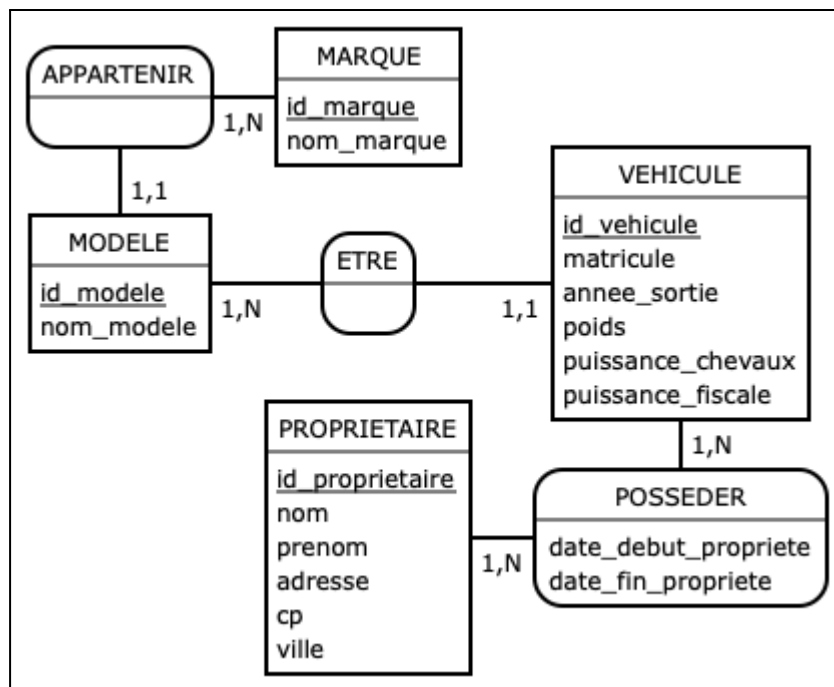 APPARTENIR
MARQUE
id_marque
nom_marque
1,N
1,1
MODELE
id_modele
nom_modele
1,N
ETRE
1,1
VEHICULE
id_vehicule
matricule
annee_sortie
poids
puissance_chevaux
puissance_fiscale
1,N
PROPRIETAIRE
id_proprietaire
nom
prenom
adresse
cp
ville
1,N
POSSEDER
date_debut_propriete
date_fin_propriete